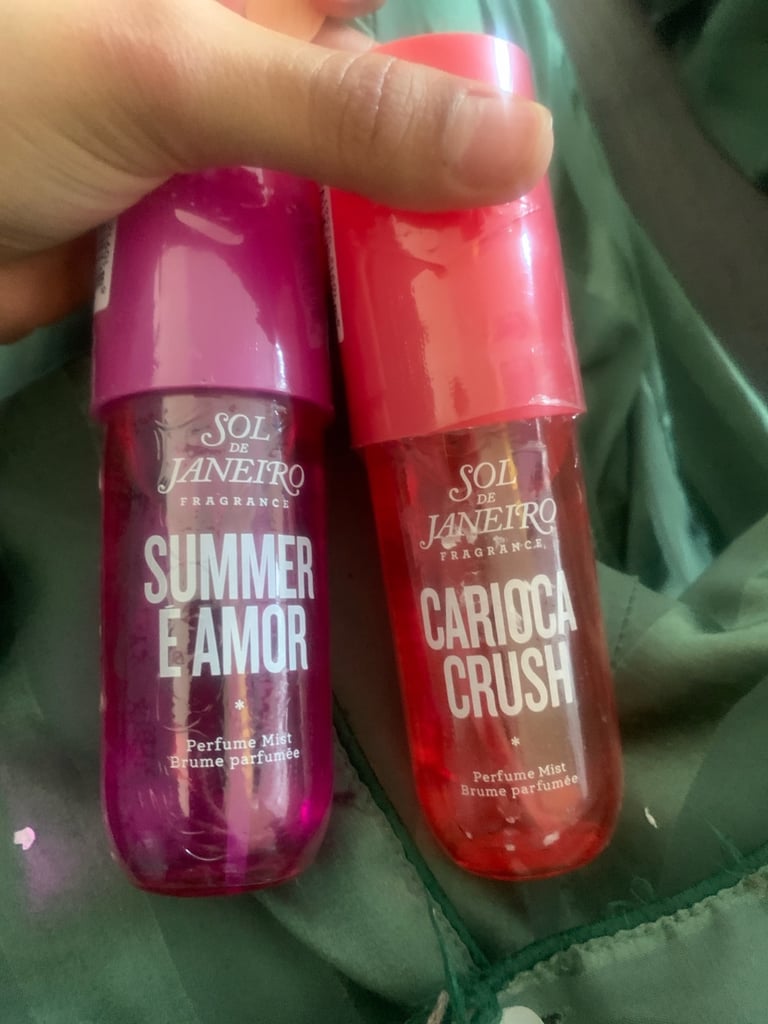 SOL
DE
JANEIRO
FRAGRANCE
SUMMER
É AMOR
*
Perfume Mist
Brume parfumée
SOL
DE
JANEIRO
FRAGRANCE
CARIOCA
CRUSH
*
Perfume Mist
Brume parfumée